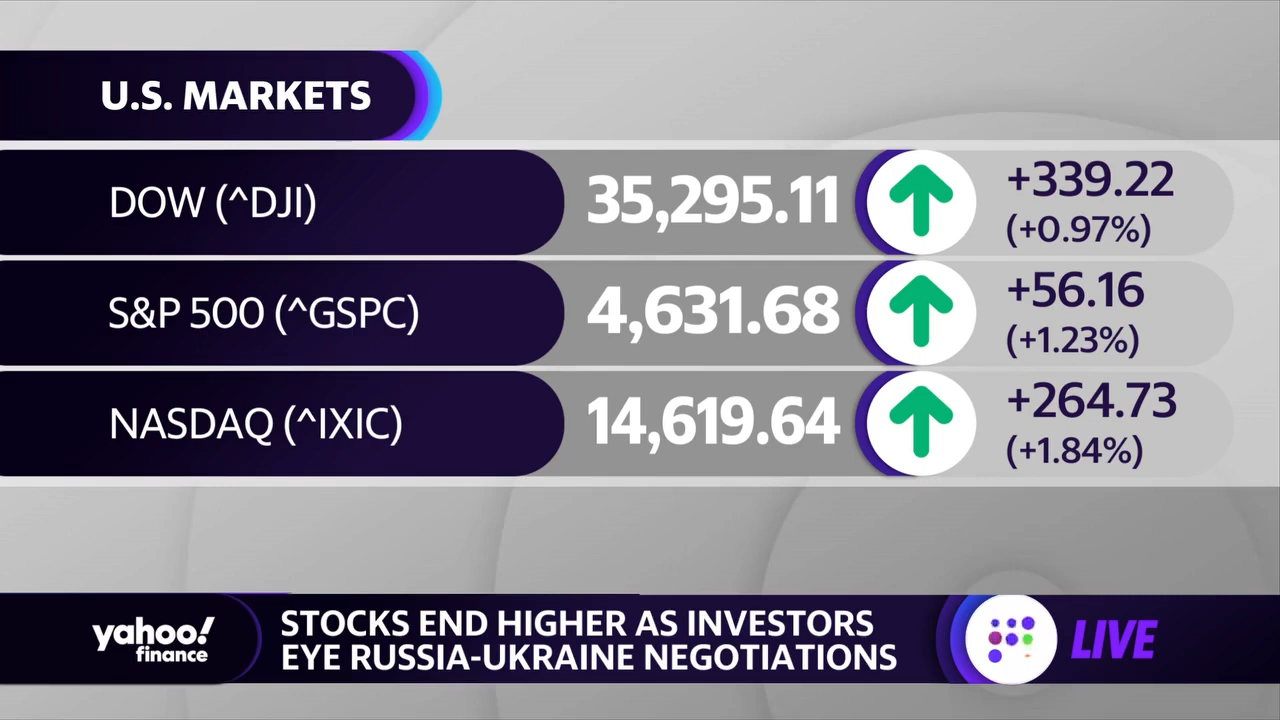 U.S. MARKETS
DOW (^DJI) 35,295.11 +339.22
(+0.97%)
S&P 500 (^GSPC) 4,631.68 +56.16
(+1.23%)
NASDAQ (^IXIC) 14,619.64 +264.73
(+1.84%)
yahoo!
finance
STOCKS END HIGHER AS INVESTORS
EYE RUSSIA-UKRAINE NEGOTIATIONS
LIVE